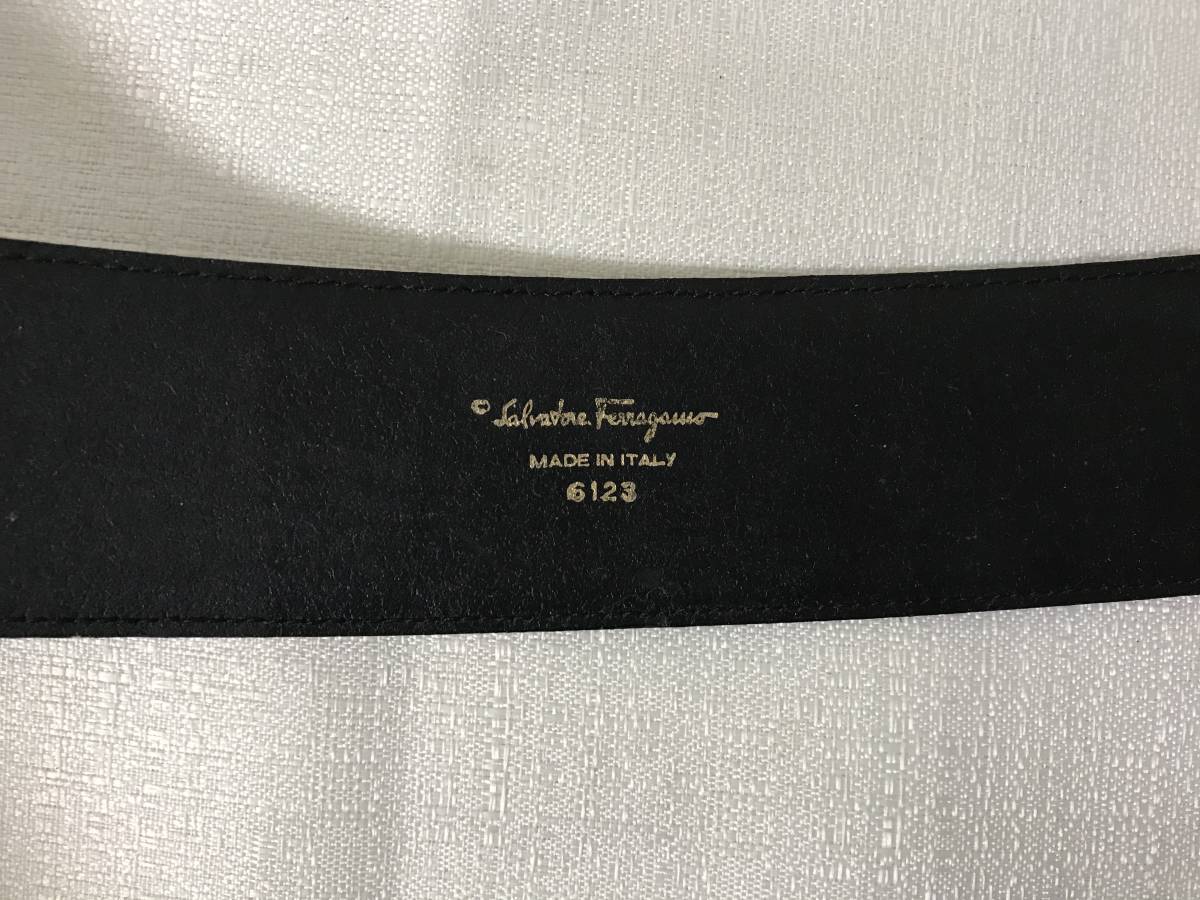 © Salvatore Ferragamo
MADE IN ITALY
6123